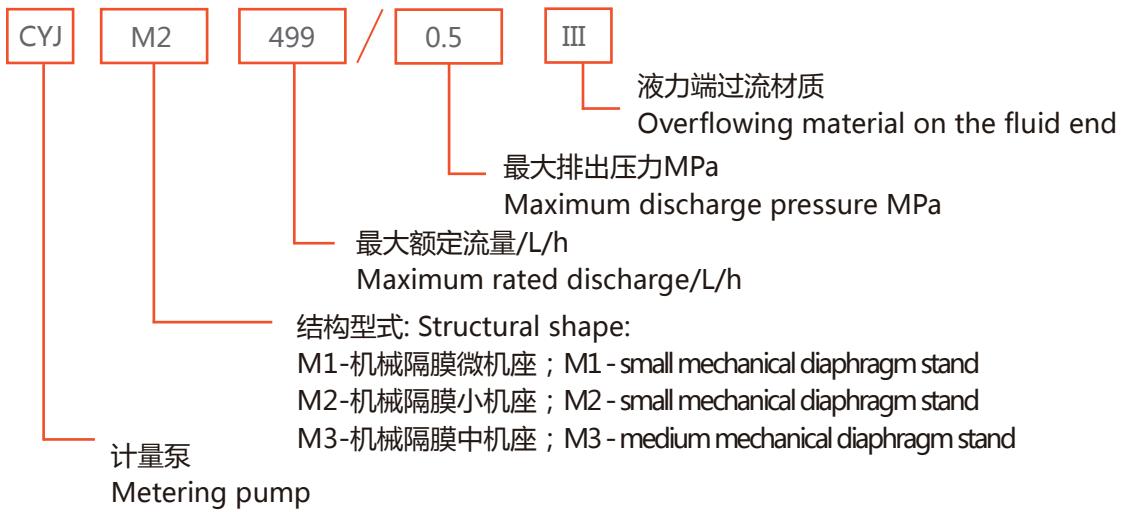 CYJ M2 499 / 0.5 III
液力端过流材质
Overflowing material on the fluid end
最大排出压力MPa
Maximum discharge pressure MPa
最大额定流量/L/h
Maximum rated discharge/L/h
结构型式: Structural shape:
M1-机械隔膜微机座；M1 - small mechanical diaphragm stand
M2-机械隔膜小机座；M2 - small mechanical diaphragm stand
M3-机械隔膜中机座；M3 - medium mechanical diaphragm stand
计量泵
Metering pump